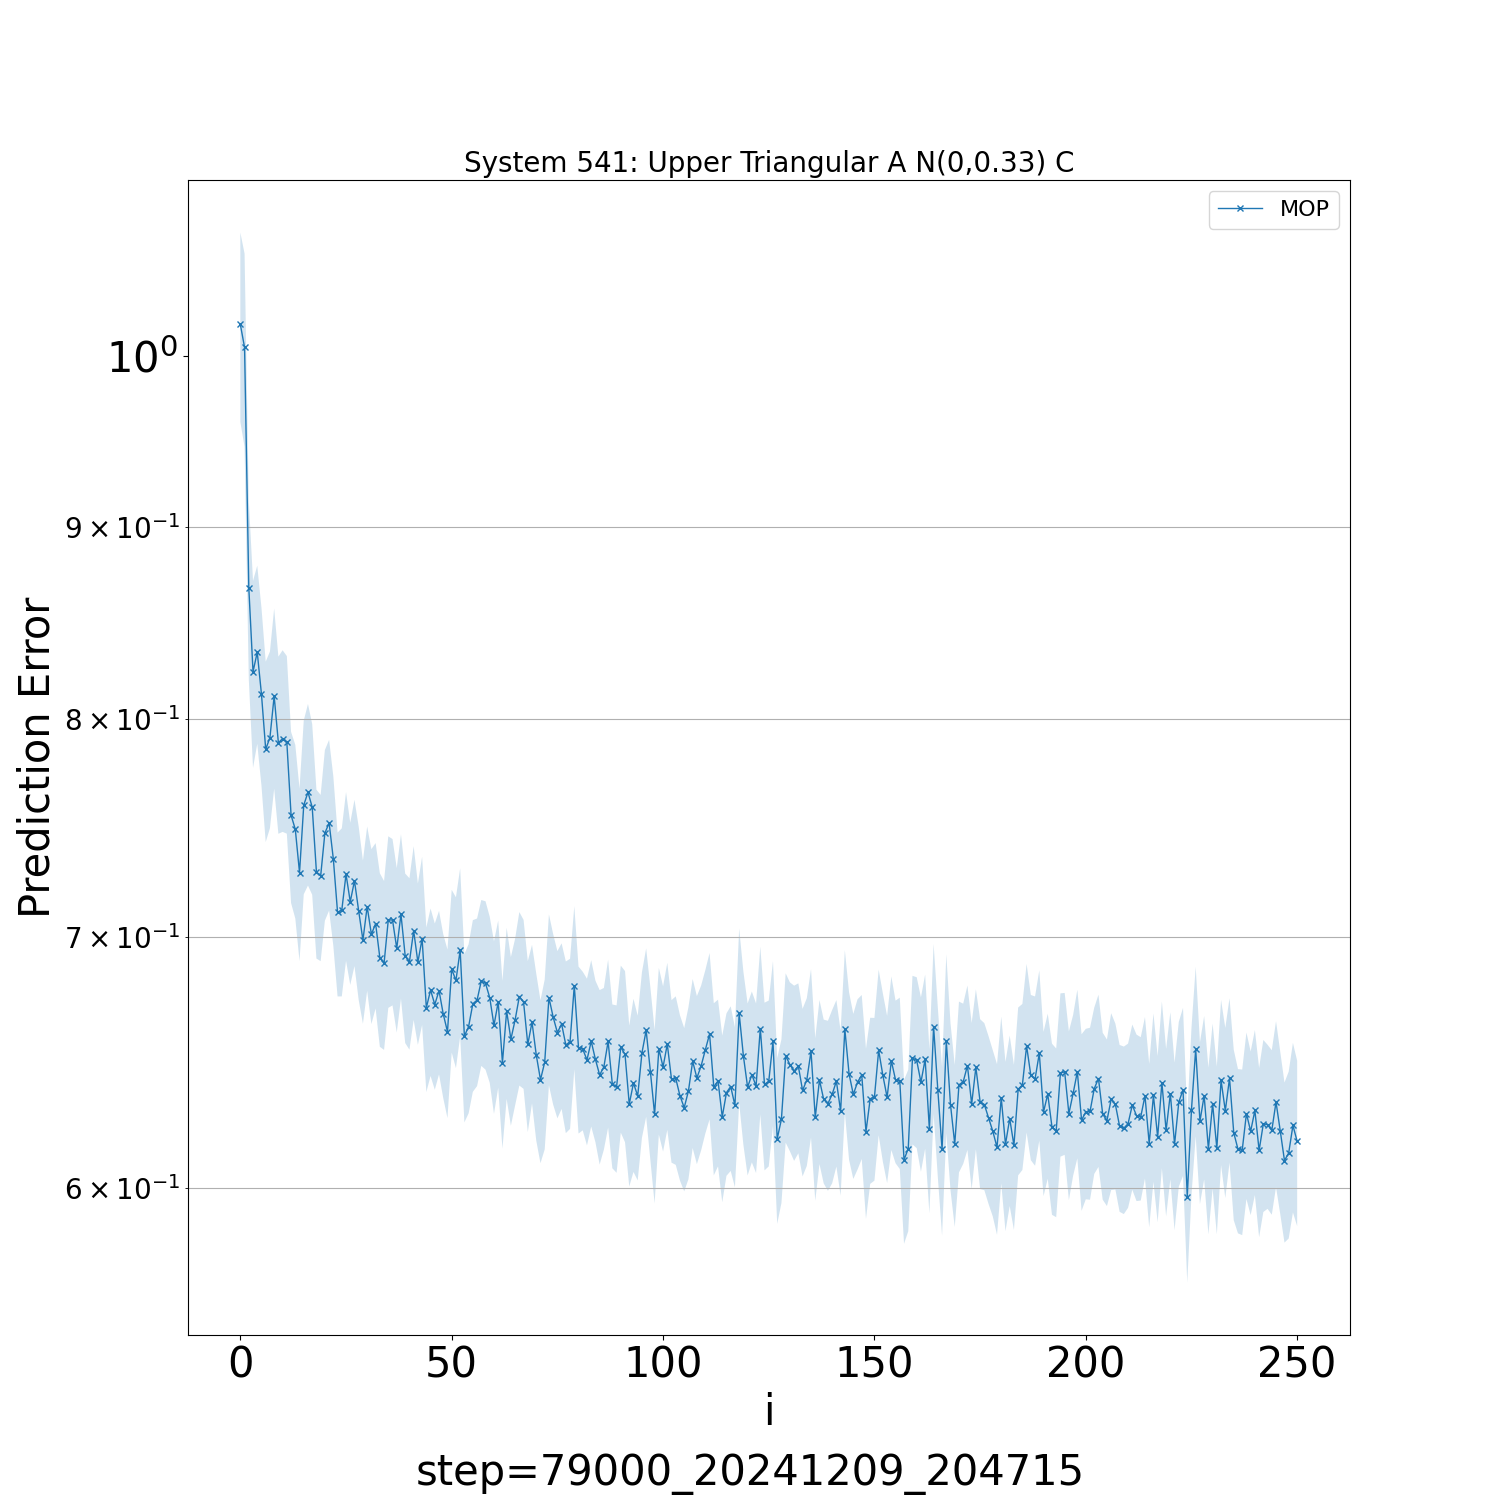 System 541: Upper Triangular A N(0,0.33) C
MOP
10⁰
9 × 10⁻¹
8 × 10⁻¹
7 × 10⁻¹
6 × 10⁻¹
Prediction Error
0 50 100 150 200 250
i
step=79000_20241209_204715